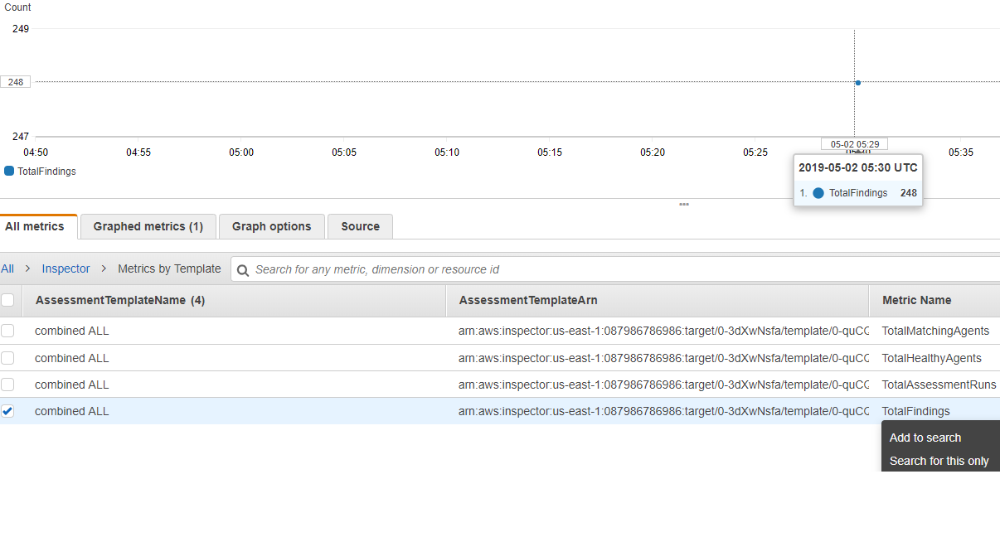 Count
249
248
247
04:50 04:55 05:00 05:05 05:10 05:15 05:20 05:25 05:30 05:35
05-02 05:29
TotalFindings
2019-05-02 05:30 UTC
1. TotalFindings 248
All metrics Graphed metrics (1) Graph options Source
All > Inspector > Metrics by Template Search for any metric, dimension or resource id
AssessmentTemplateName (4) AssessmentTemplateArn Metric Name
combined ALL arn:aws:inspector:us-east-1:087986786986:target/0-3dXwNsfa/template/0-quCQ TotalMatchingAgents
combined ALL arn:aws:inspector:us-east-1:087986786986:target/0-3dXwNsfa/template/0-quCQ TotalHealthyAgents
combined ALL arn:aws:inspector:us-east-1:087986786986:target/0-3dXwNsfa/template/0-quCQ TotalAssessmentRuns
combined ALL arn:aws:inspector:us-east-1:087986786986:target/0-3dXwNsfa/template/0-quCQ TotalFindings
Add to search
Search for this only